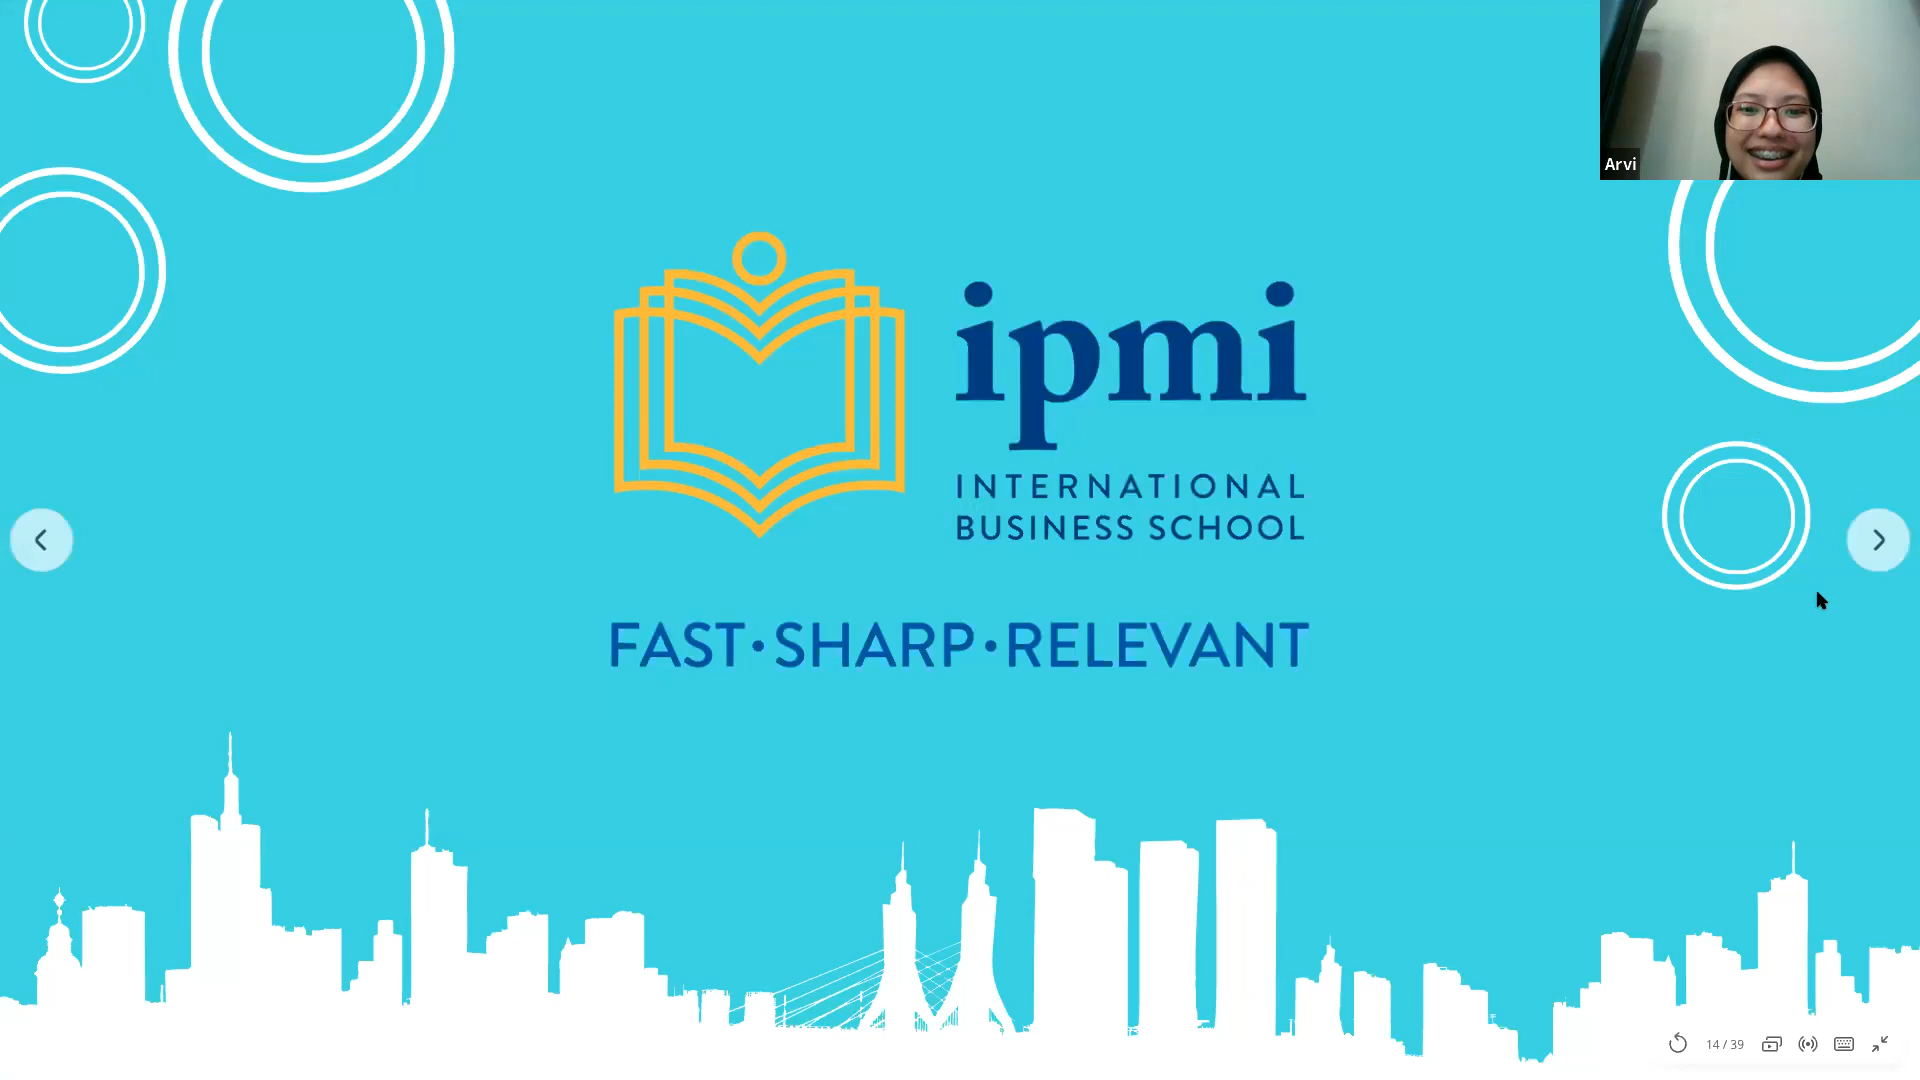 Arvi
ipmi
INTERNATIONAL
BUSINESS SCHOOL
FAST·SHARP·RELEVANT
14 / 39